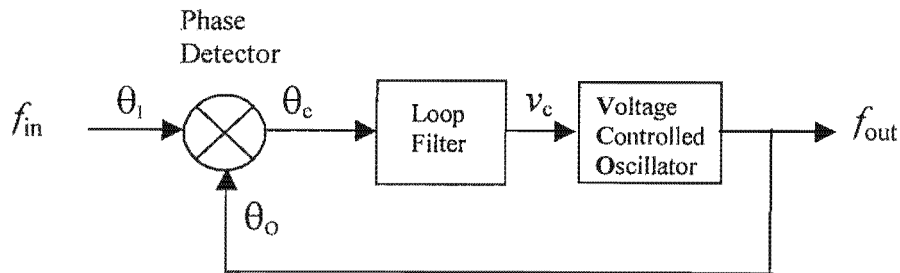 Phase
Detector
f_in
θ_i
θ_e
Loop
Filter
v_c
Voltage
Controlled
Oscillator
f_out
θ_o